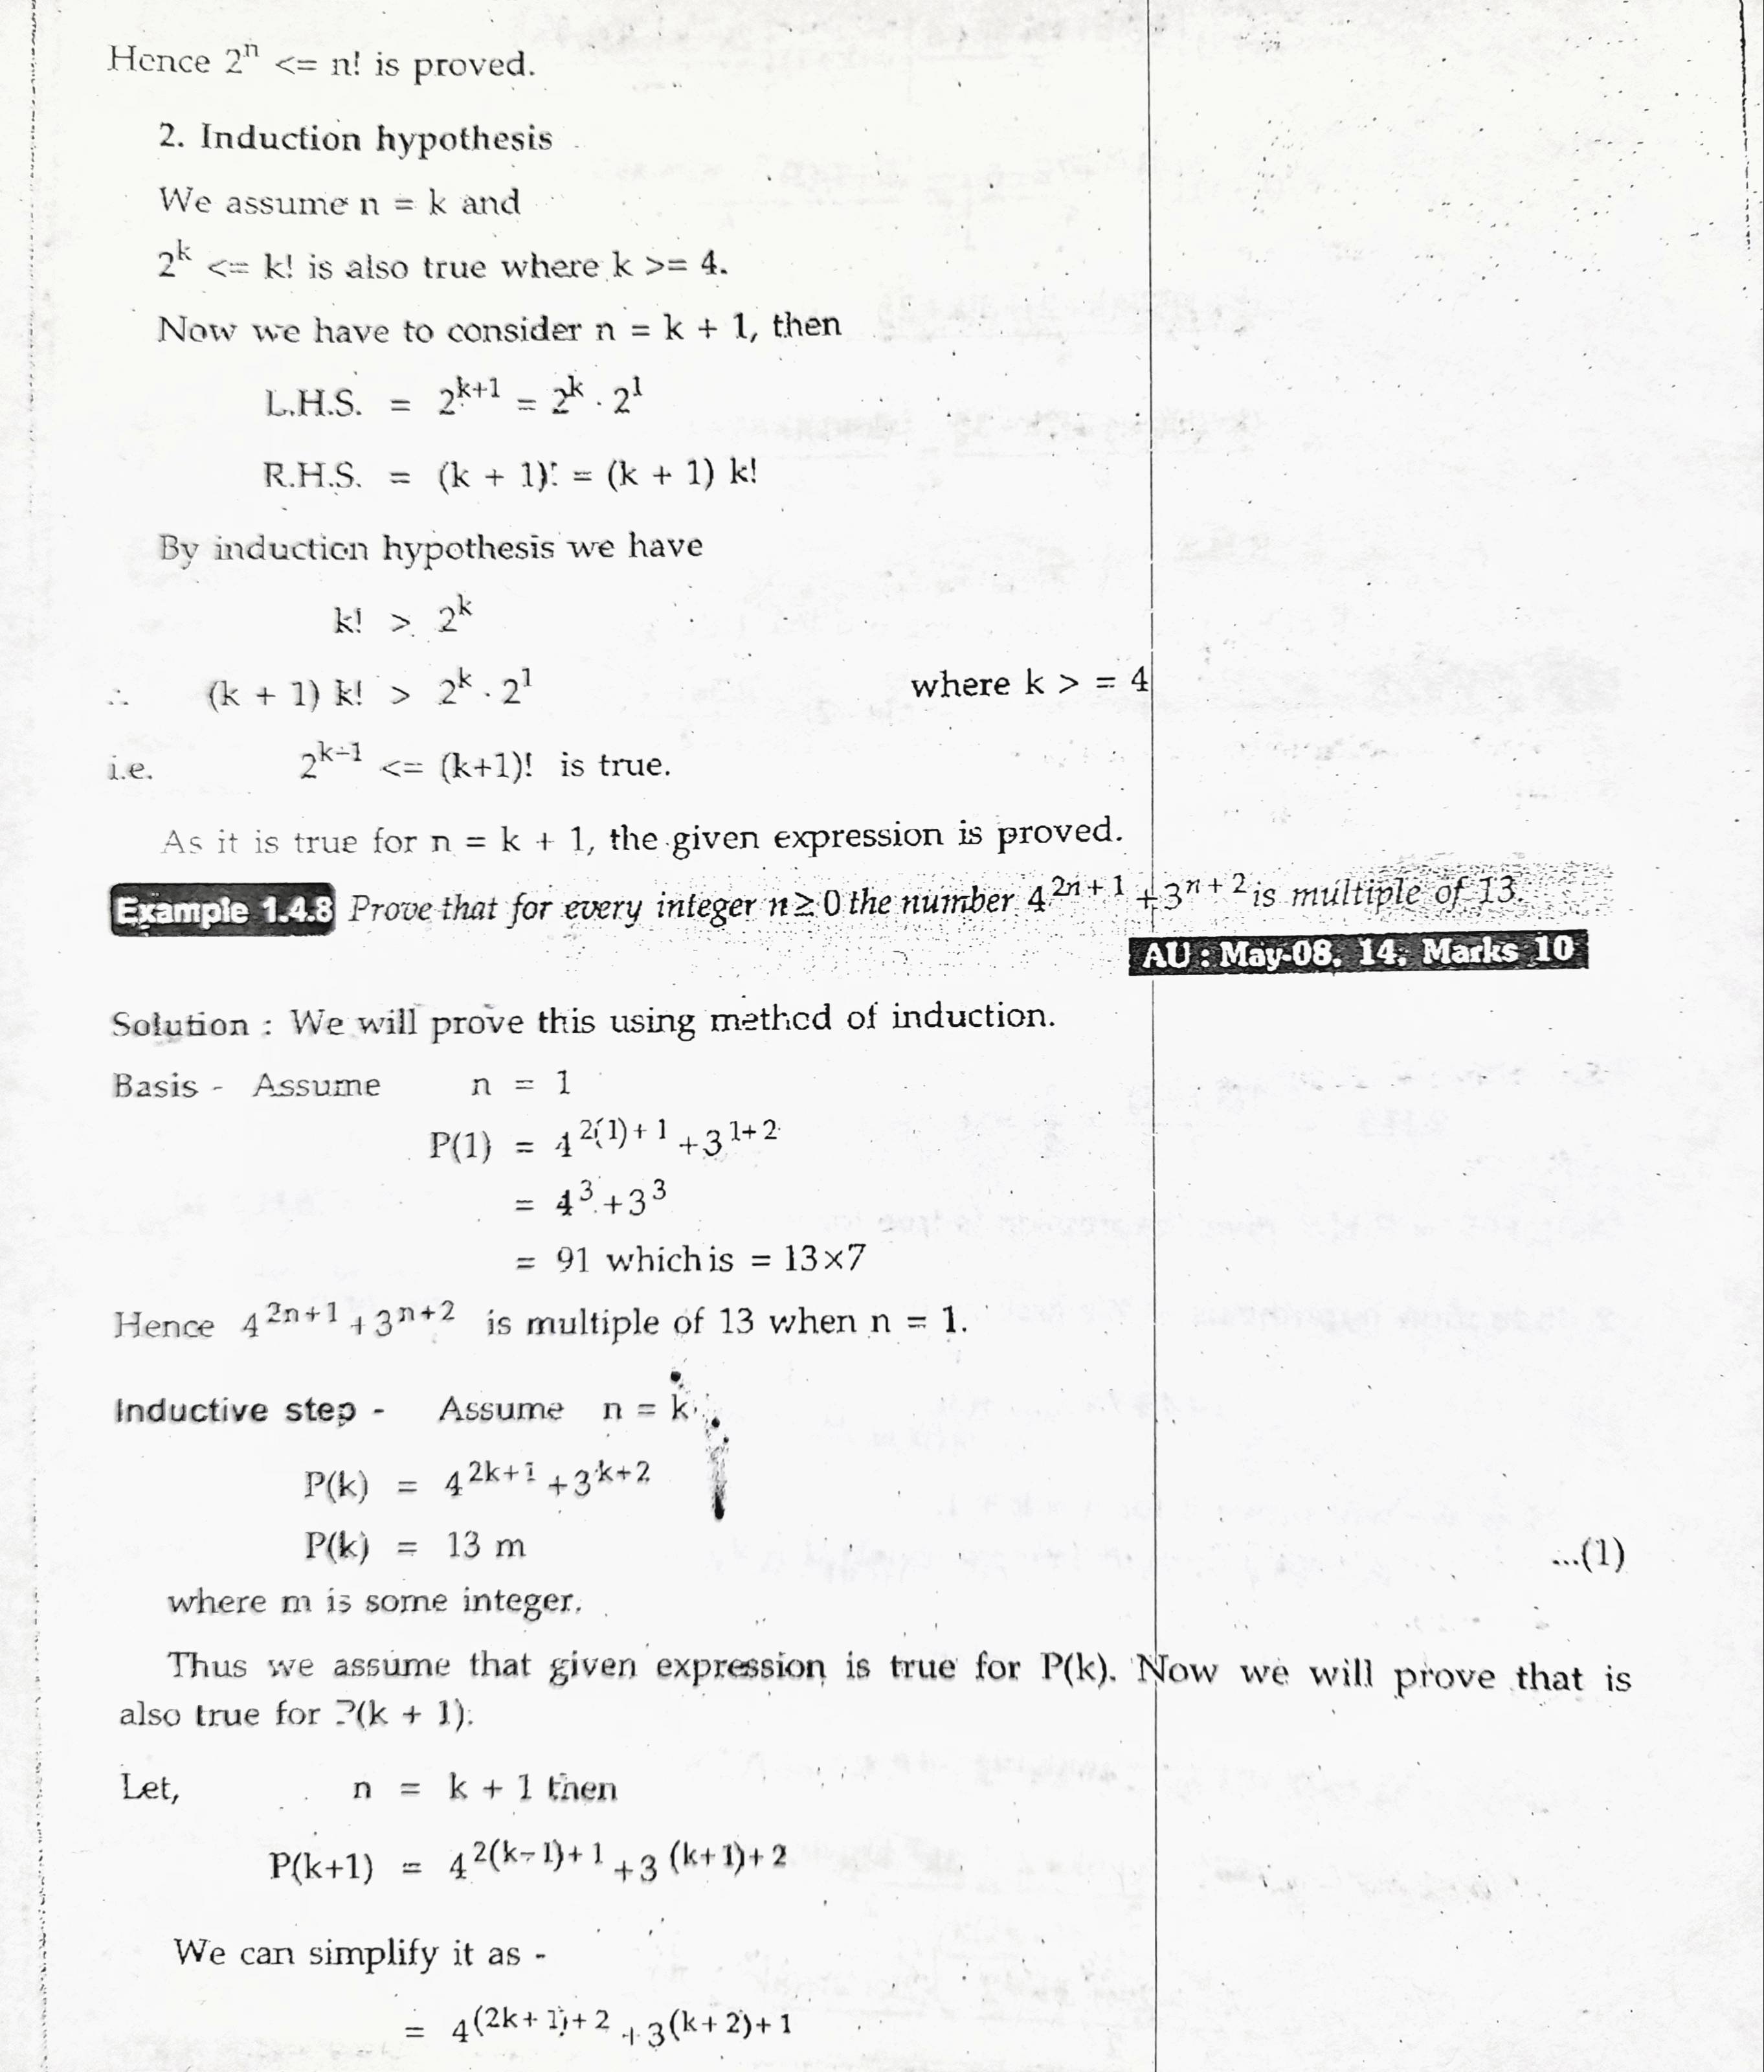 Hence 2^n <= n! is proved.
2. Induction hypothesis
We assume n = k and
2^k <= k! is also true where k >= 4.
Now we have to consider n = k + 1, then
L.H.S. = 2^{k+1} = 2^k · 2^1
R.H.S. = (k + 1)! = (k + 1) k!
By induction hypothesis we have
k! > 2^k
∴ (k + 1) k! > 2^k · 2^1 where k > = 4
i.e. 2^{k+1} <= (k+1)! is true.
As it is true for n = k + 1, the given expression is proved.
Example 1.4.8 Prove that for every integer n ≥ 0 the number 4^{2n+1} + 3^{n+2} is multiple of 13.
AU : May-08, 14, Marks 10
Solution : We will prove this using method of induction.
Basis - Assume n = 1
P(1) = 4^{2(1)+1} + 3^{1+2}
= 4^3 + 3^3
= 91 which is = 13×7
Hence 4^{2n+1} + 3^{n+2} is multiple of 13 when n = 1.
Inductive step - Assume n = k
P(k) = 4^{2k+1} + 3^{k+2}
P(k) = 13 m ...(1)
where m is some integer.
Thus we assume that given expression is true for P(k). Now we will prove that is
also true for P(k + 1).
Let, n = k + 1 then
P(k+1) = 4^{2(k+1)+1} + 3^{(k+1)+2}
We can simplify it as -
= 4^{(2k+1)+2} + 3^{(k+2)+1}